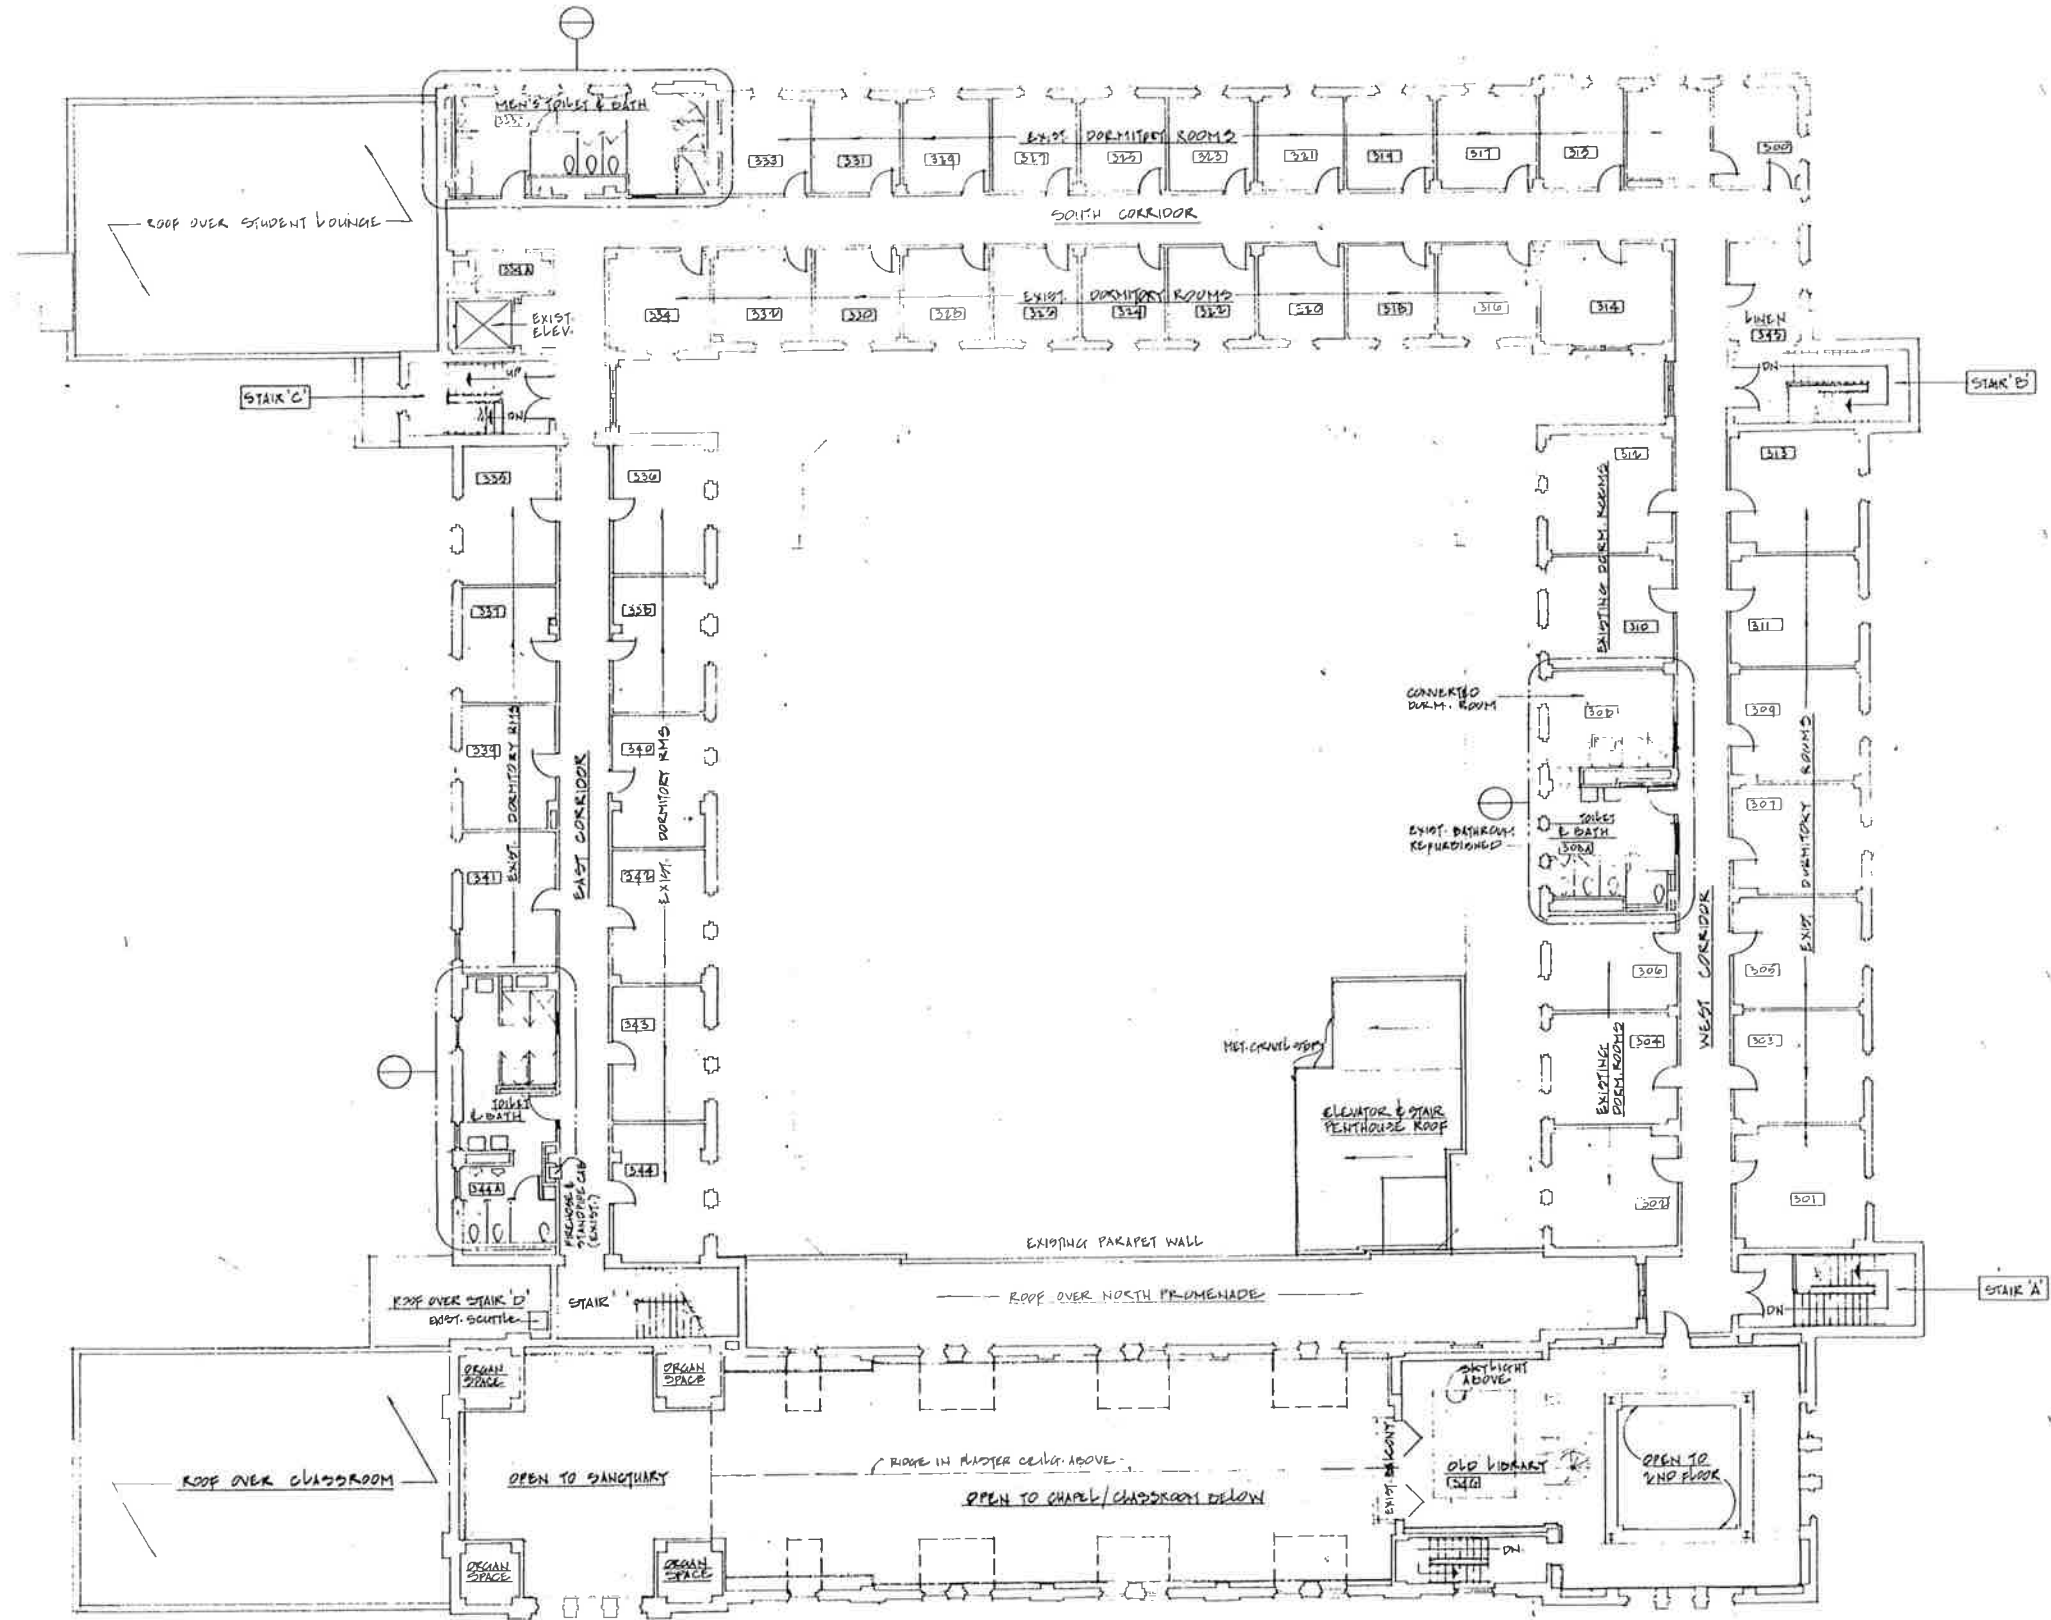 MEN'S TOILET & BATH
EXIST. DORMITORY ROOMS
333
331
329
327
325
323
321
319
317
315
300
SOUTH CORRIDOR
ROOF OVER STUDENT LOUNGE
334A
EXIST.
ELEV.
EXIST. DORMITORY ROOMS
334
332
330
328
324
322
320
318
316
314
LINEN
345
UP
DN
STAIR 'C'
DN
STAIR 'B'
335
336
312
313
EXISTING DORM. ROOMS
337
338
310
311
CONVERTED
DORM. ROOM
308
309
339
340
EXIST. DORMITORY RMS
EAST CORRIDOR
EXIST. DORMITORY RMS
307
EXIST. DORMITORY ROOMS
EXIST. BATHROOM
REFURBISHED
TOILET
& BATH
308A
341
342
WEST CORRIDOR
306
305
343
304
303
EXISTING
DORM. ROOMS
TOILET
& BATH
ELEVATOR & STAIR
PENTHOUSE ROOF
344
344A
FIREHOSE &
STANDPIPE CAB
(EXIST.)
302
301
EXISTING PARAPET WALL
ROOF OVER STAIR 'D'
EXIST. SCUTTLE
STAIR
ROOF OVER NORTH PROMENADE
DN
STAIR 'A'
ORGAN
SPACE
ORGAN
SPACE
SKYLIGHT
ABOVE
ROOF OVER CLASSROOM
OPEN TO SANCTUARY
RIDGE IN PLASTER CEIL'G. ABOVE
OPEN TO CHAPEL/CLASSROOM BELOW
EXIST. BALCONY
OLD LIBRARY
346
OPEN TO
2ND FLOOR
ORGAN
SPACE
ORGAN
SPACE
DN.